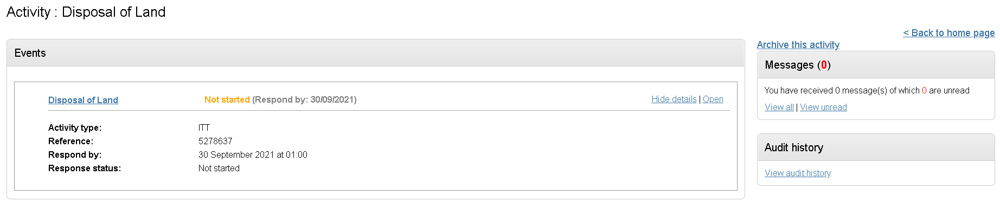 Activity : Disposal of Land
< Back to home page
Archive this activity
Events
Disposal of Land Not started (Respond by: 30/09/2021) Hide details | Open
Activity type: ITT
Reference: 5278637
Respond by: 30 September 2021 at 01:00
Response status: Not started
Messages (0)
You have received 0 message(s) of which 0 are unread
View all | View unread
Audit history
View audit history